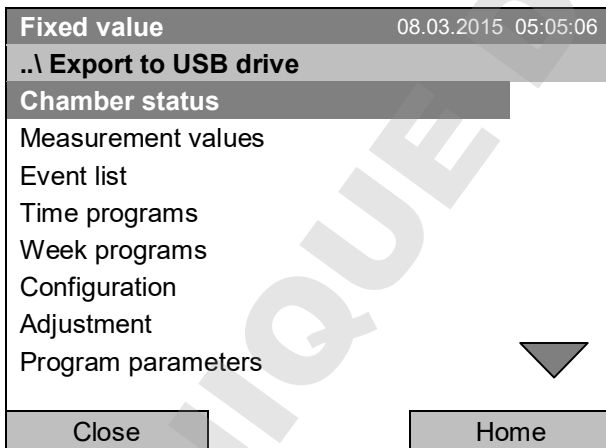 Fixed value 08.03.2015 05:05:06
..\ Export to USB drive
Chamber status
Measurement values
Event list
Time programs
Week programs
Configuration
Adjustment
Program parameters
Close Home